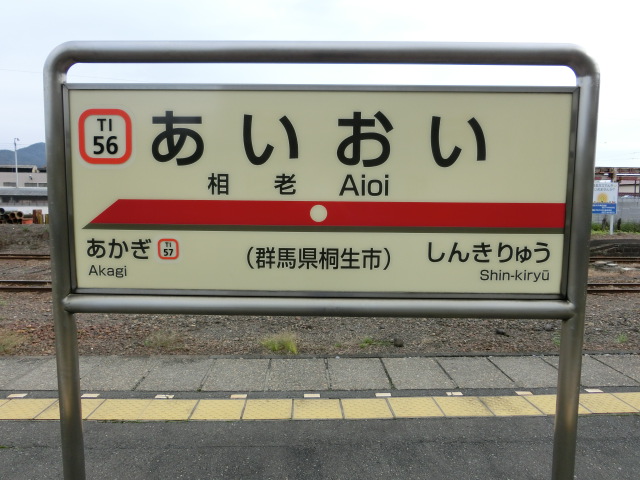 TI
56
あいおい
相老 Aioi
あかぎ TI 57
Akagi
(群馬県桐生市)
しんきりゅう
Shin-kiryū